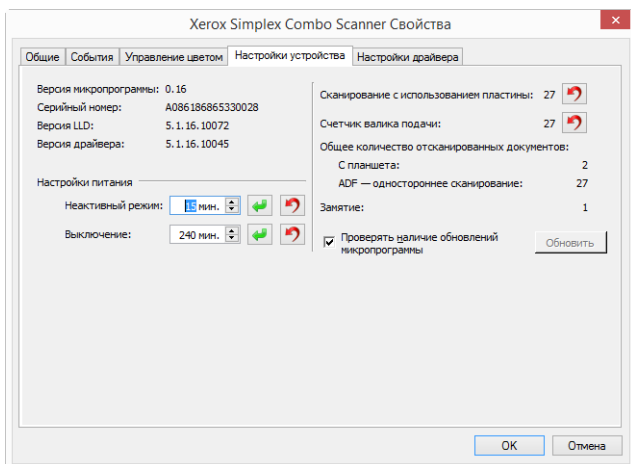 Xerox Simplex Combo Scanner Свойства
Общие События Управление цветом Настройки устройства Настройки драйвера
Версия микропрограммы: 0.16
Серийный номер: A086186865330028
Версия LLD: 5.1.16.10072
Версия драйвера: 5.1.16.10045
Настройки питания
Неактивный режим: 15 мин.
Выключение: 240 мин.
Сканирование с использованием пластины: 27
Счетчик валика подачи: 27
Общее количество отсканированных документов:
С планшета: 2
ADF — одностороннее сканирование: 27
Замятие: 1
Проверять наличие обновлений
микропрограммы
Обновить
OK Отмена